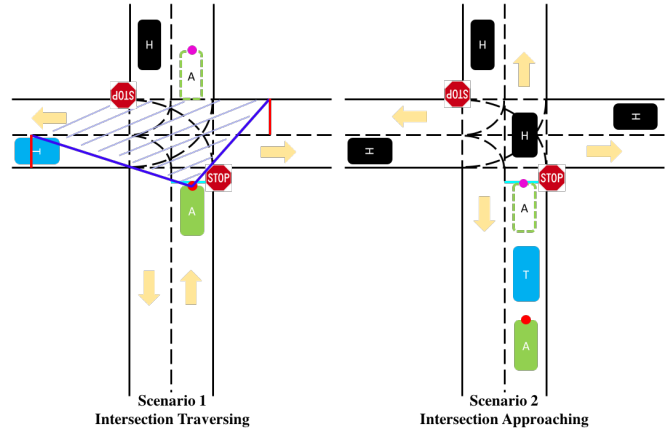 H
A
STOP
T
STOP
A
Scenario 1
Intersection Traversing
H
STOP
H
H
H
STOP
A
T
A
Scenario 2
Intersection Approaching